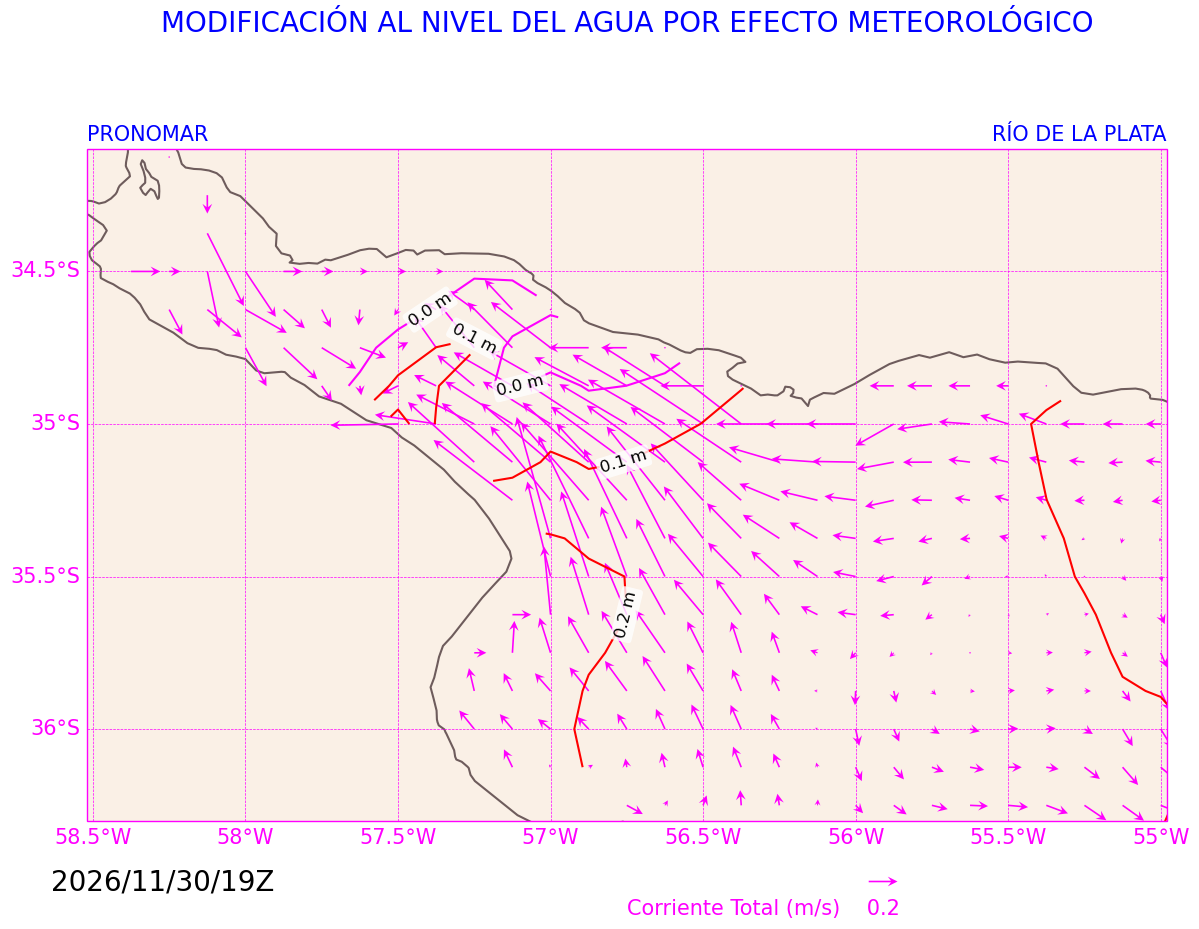 MODIFICACIÓN AL NIVEL DEL AGUA POR EFECTO METEOROLÓGICO
PRONOMAR
RÍO DE LA PLATA
34.5°S
35°S
35.5°S
36°S
0.0 m
0.1 m
0.0 m
0.1 m
0.2 m
58.5°W
58°W
57.5°W
57°W
56.5°W
56°W
55.5°W
55°W
2026/11/30/19Z
Corriente Total (m/s)
0.2